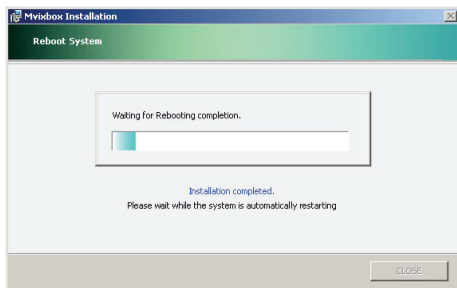 Mvixbox Installation
Reboot System
Waiting for Rebooting completion.
Installation completed.
Please wait while the system is automatically restarting
CLOSE